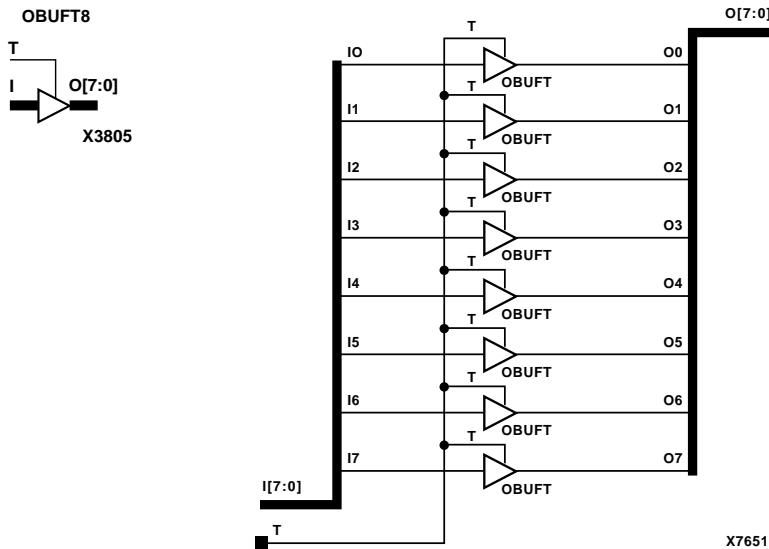 OBUFT8
T
I O[7:0]
X3805
O[7:0]
T
IO O0
OBUFT
T
I1 O1
OBUFT
T
I2 O2
OBUFT
T
I3 O3
OBUFT
T
I4 O4
OBUFT
T
I5 O5
OBUFT
T
I6 O6
OBUFT
T
I7 O7
OBUFT
I[7:0]
T
X7651